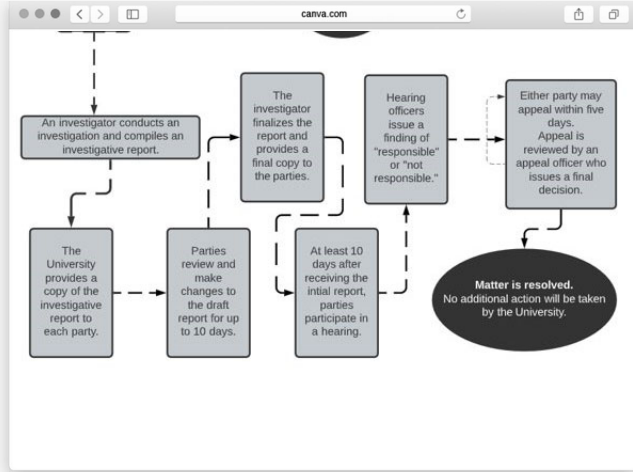 canva.com
An investigator conducts an
investigation and compiles an
investigative report.
The
University
provides a
copy of the
investigative
report to
each party.
Parties
review and
make
changes to
the draft
report for up
to 10 days.
The
investigator
finalizes the
report and
provides a
final copy to
the parties.
At least 10
days after
receiving the
intial report,
parties
participate in
a hearing.
Hearing
officers
issue a
finding of
"responsible"
or "not
responsible."
Either party may
appeal within five
days.
Appeal is
reviewed by an
appeal officer who
issues a final
decision.
Matter is resolved.
No additional action will be taken
by the University.